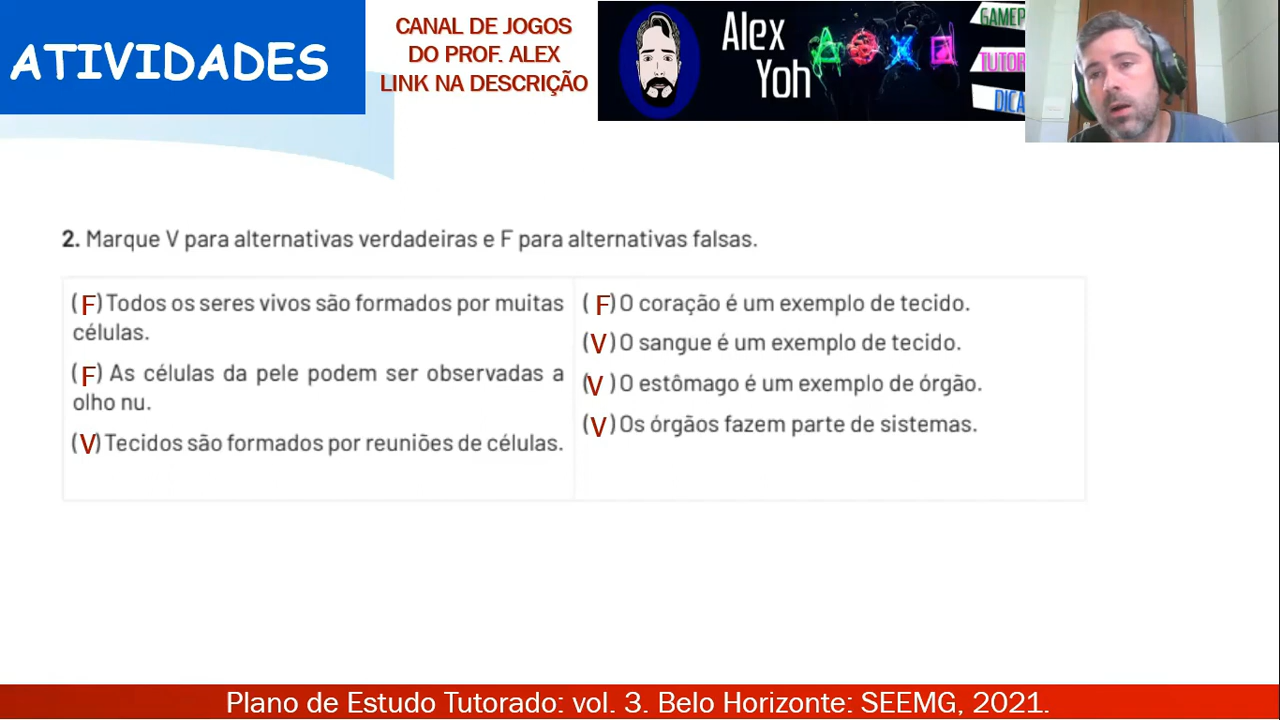 ATIVIDADES
CANAL DE JOGOS
DO PROF. ALEX
LINK NA DESCRIÇÃO
Alex
Yoh
GAMEP
TUTOR
DICA
2. Marque V para alternativas verdadeiras e F para alternativas falsas.
(F) Todos os seres vivos são formados por muitas
células.
(F) As células da pele podem ser observadas a
olho nu.
(V) Tecidos são formados por reuniões de células.
( F) O coração é um exemplo de tecido.
(V ) O sangue é um exemplo de tecido.
(V ) O estômago é um exemplo de órgão.
(V ) Os órgãos fazem parte de sistemas.
Plano de Estudo Tutorado: vol. 3. Belo Horizonte: SEEMG, 2021.